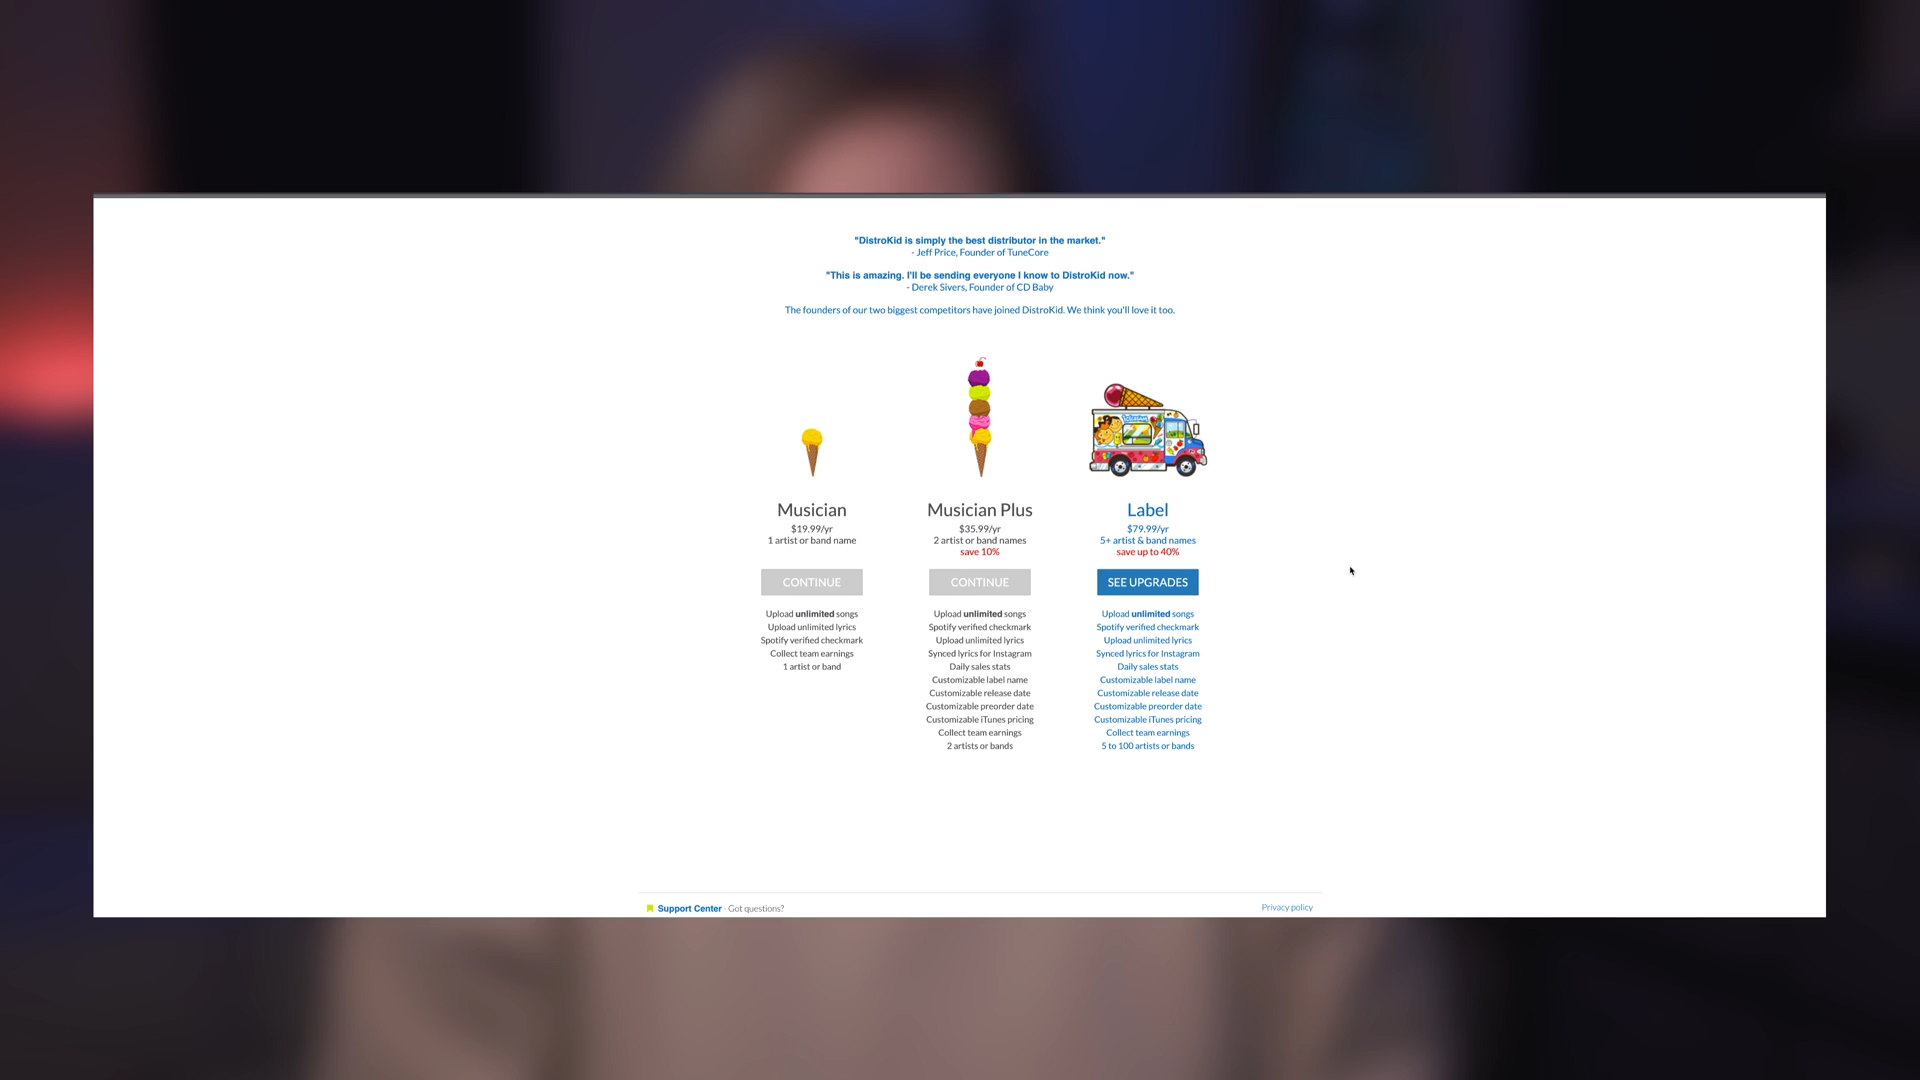 "DistroKid is simply the best distributor in the market."
- Jeff Price, Founder of TuneCore
"This is amazing. I'll be sending everyone I know to DistroKid now."
- Derek Sivers, Founder of CD Baby
The founders of our two biggest competitors have joined DistroKid. We think you'll love it too.
Musician
$19.99/yr
1 artist or band name
CONTINUE
Upload unlimited songs
Upload unlimited lyrics
Spotify verified checkmark
Collect team earnings
1 artist or band
Musician Plus
$35.99/yr
2 artist or band names
save 10%
CONTINUE
Upload unlimited songs
Spotify verified checkmark
Upload unlimited lyrics
Synced lyrics for Instagram
Daily sales stats
Customizable label name
Customizable release date
Customizable preorder date
Customizable iTunes pricing
Collect team earnings
2 artists or bands
Label
$79.99/yr
5+ artist & band names
save up to 40%
SEE UPGRADES
Upload unlimited songs
Spotify verified checkmark
Upload unlimited lyrics
Synced lyrics for Instagram
Daily sales stats
Customizable label name
Customizable release date
Customizable preorder date
Customizable iTunes pricing
Collect team earnings
5 to 100 artists or bands
Support Center - Got questions?
Privacy policy